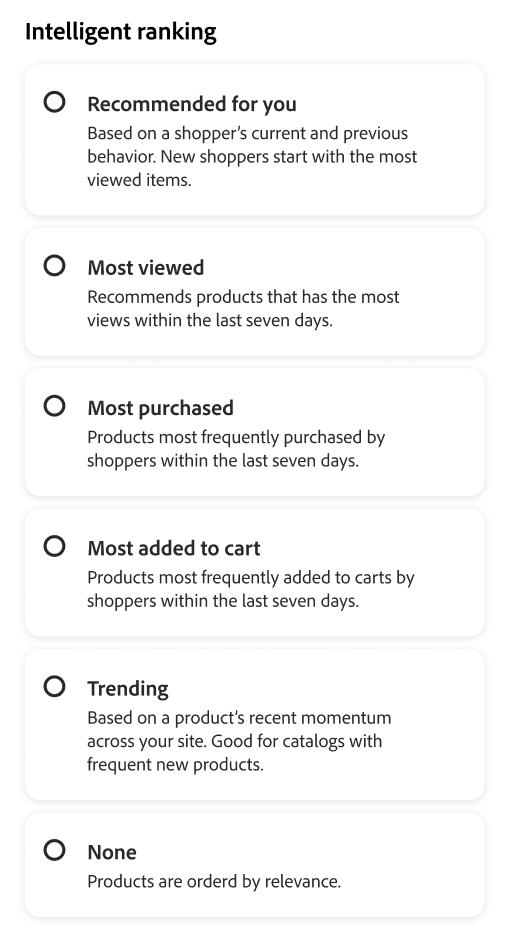 Intelligent ranking
Recommended for you
Based on a shopper's current and previous
behavior. New shoppers start with the most
viewed items.
Most viewed
Recommends products that has the most
views within the last seven days.
Most purchased
Products most frequently purchased by
shoppers within the last seven days.
Most added to cart
Products most frequently added to carts by
shoppers within the last seven days.
Trending
Based on a product's recent momentum
across your site. Good for catalogs with
frequent new products.
None
Products are orderd by relevance.